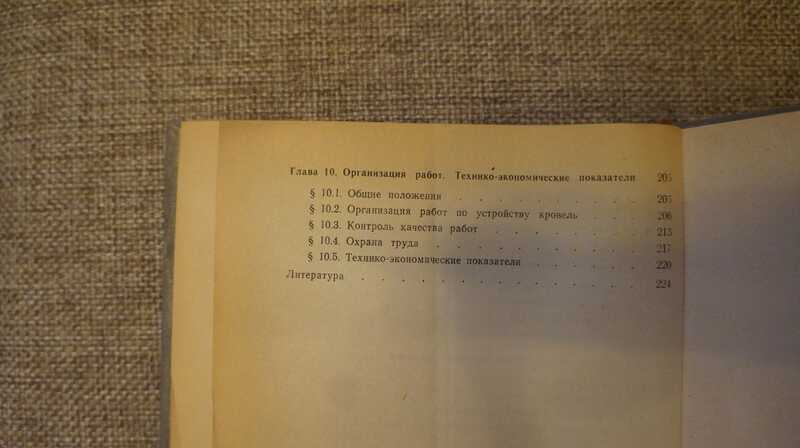 Глава 10. Организация работ. Технико-экономические показатели 205
§ 10.1. Общие положения . . . . . . . . . 205
§ 10.2. Организация работ по устройству кровель . . . . 206
§ 10.3. Контроль качества работ . . . . . . . . 213
§ 10.4. Охрана труда . . . . . . . . . . 217
§ 10.5. Технико-экономические показатели . . . . . . 220
Литература . . . . . . . . . . . . . 224